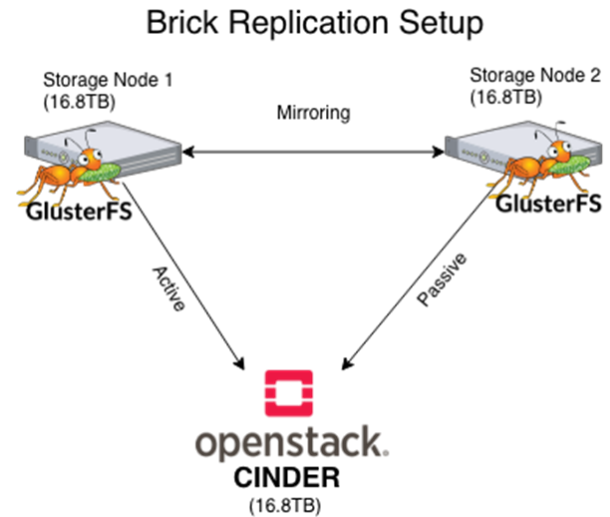 Brick Replication Setup
Storage Node 1
(16.8TB)
Storage Node 2
(16.8TB)
Mirroring
GlusterFS
GlusterFS
Active
Passive
openstack.
CINDER
(16.8TB)